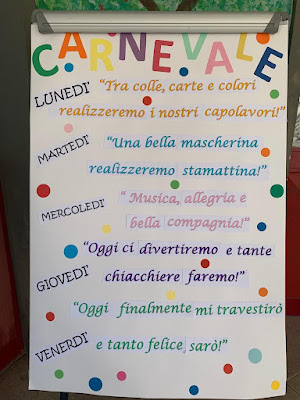 CARNEVALE
LUNEDI' "Tra colle, carte e colori
realizzeremo i nostri capolavori!"
MARTEDI' "Una bella mascherina
realizzeremo stamattina!"
MERCOLEDI' "Musica, allegria e
bella compagnia!"
"Oggi ci divertiremo e tante
GIOVEDI' chiacchiere faremo!"
"Oggi finalmente mi travestirò
VENERDI' e tanto felice sarò!"